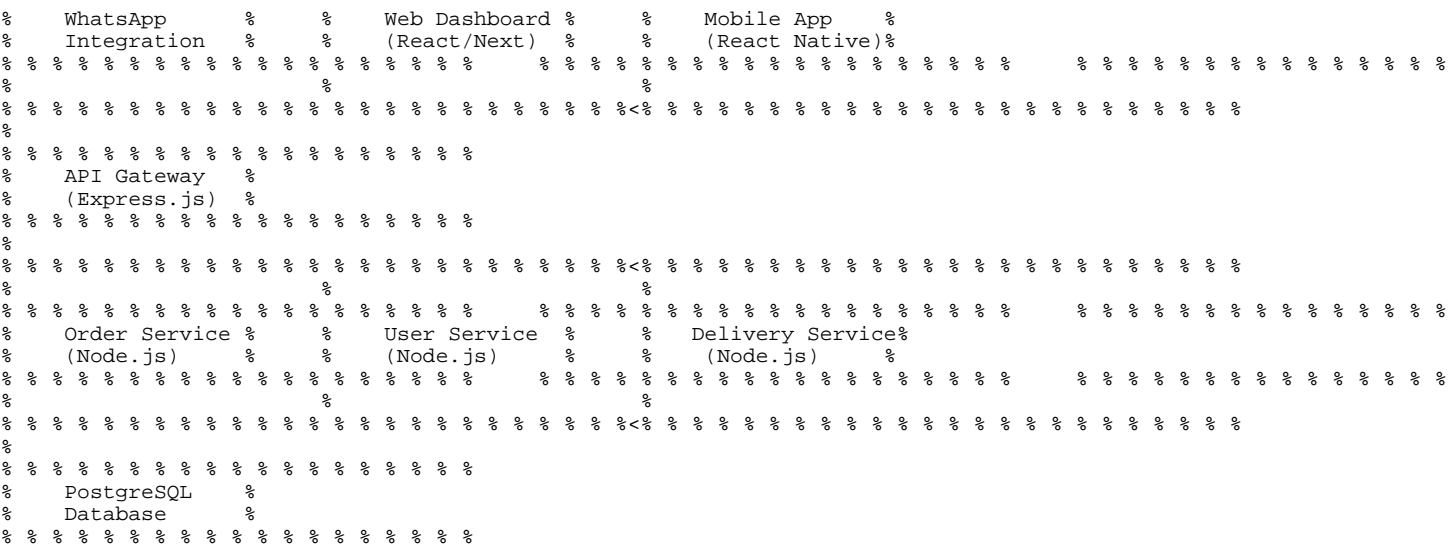 % WhatsApp % % Web Dashboard % % Mobile App %
% Integration % % (React/Next) % % (React Native)%
% % % % % % % % % % % % % % % % % % % % % % % % % % % % % % % % % % % % % % % % % % % % % % % % % % % % %
% % %
% % % % % % % % % % % % % % % % % % % % % % % % %<% % % % % % % % % % % % % % % % % % % % % % % %
%
% % % % % % % % % % % % % % % % % % %
% API Gateway %
% (Express.js) %
% % % % % % % % % % % % % % % % % % %
%
% % % % % % % % % % % % % % % % % % % % % % % % %<% % % % % % % % % % % % % % % % % % % % % % % %
% % %
% % % % % % % % % % % % % % % % % % % % % % % % % % % % % % % % % % % % % % % % % % % % % % % % % % % % %
% Order Service % % User Service % % Delivery Service%
% (Node.js) % % (Node.js) % % (Node.js) %
% % % % % % % % % % % % % % % % % % % % % % % % % % % % % % % % % % % % % % % % % % % % % % % % % % % % %
% % %
% % % % % % % % % % % % % % % % % % % % % % % % %<% % % % % % % % % % % % % % % % % % % % % % % %
%
% % % % % % % % % % % % % % % % % % %
% PostgreSQL %
% Database %
% % % % % % % % % % % % % % % % % % %